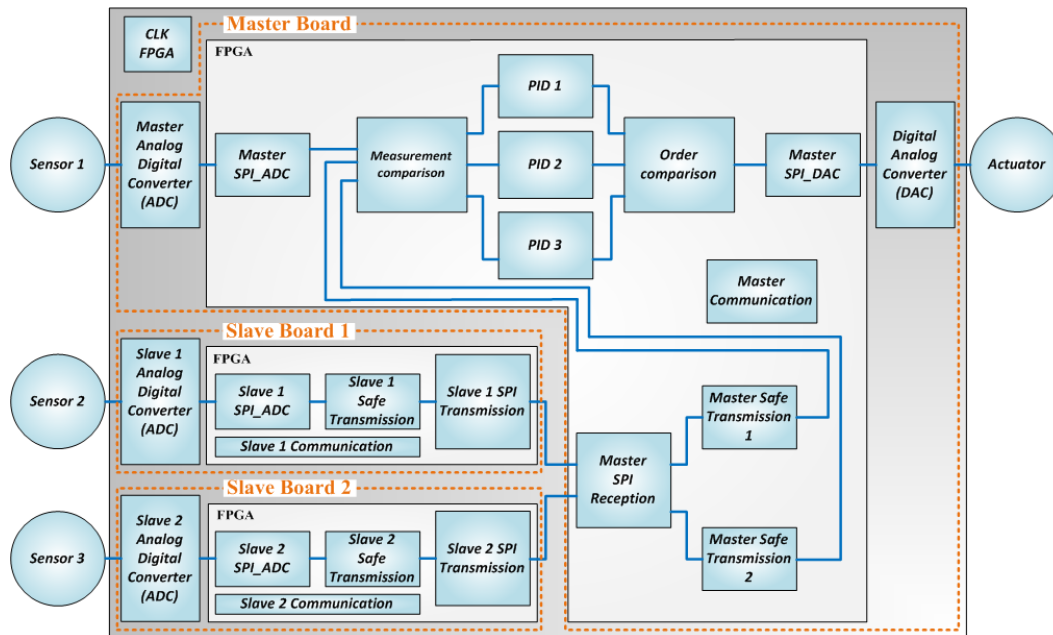 Master Board
CLK
FPGA
FPGA
Sensor 1
Master
Analog
Digital
Converter
(ADC)
Master
SPI_ADC
Measurement
comparison
PID 1
PID 2
PID 3
Order
comparison
Master
SPI_DAC
Digital
Analog
Converter
(DAC)
Actuator
Master
Communication
Slave Board 1
FPGA
Sensor 2
Slave 1
Analog
Digital
Converter
(ADC)
Slave 1
SPI_ADC
Slave 1
Safe
Transmission
Slave 1 SPI
Transmission
Slave 1 Communication
Master Safe
Transmission
1
Master
SPI
Reception
Slave Board 2
FPGA
Sensor 3
Slave 2
Analog
Digital
Converter
(ADC)
Slave 2
SPI_ADC
Slave 2
Safe
Transmission
Slave 2 SPI
Transmission
Slave 2 Communication
Master Safe
Transmission
2